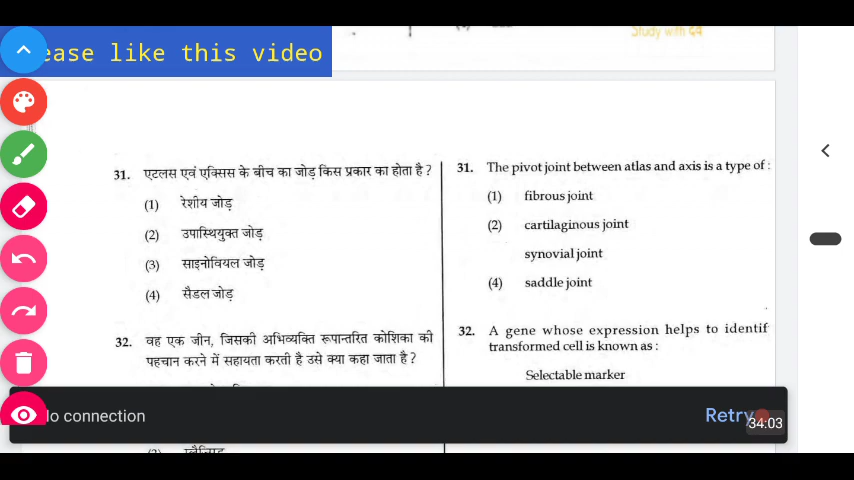 ease like this video
Study with
31. एटलस एवं एक्सिस के बीच का जोड़ किस प्रकार का होता है ?
(1) रेशीय जोड़
(2) उपास्थियुक्त जोड़
(3) साइनोवियल जोड़
(4) सैडल जोड़
32. वह एक जीन, जिसकी अभिव्यक्ति रूपान्तरित कोशिका की
पहचान करने में सहायता करती है उसे क्या कहा जाता है ?
31. The pivot joint between atlas and axis is a type of :
(1) fibrous joint
(2) cartilaginous joint
synovial joint
(4) saddle joint
32. A gene whose expression helps to identif
transformed cell is known as :
Selectable marker
o connection
Retry
34:03